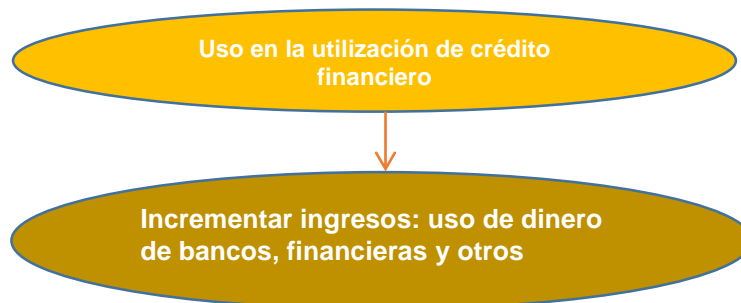 Uso en la utilización de crédito
financiero
Incrementar ingresos: uso de dinero
de bancos, financieras y otros